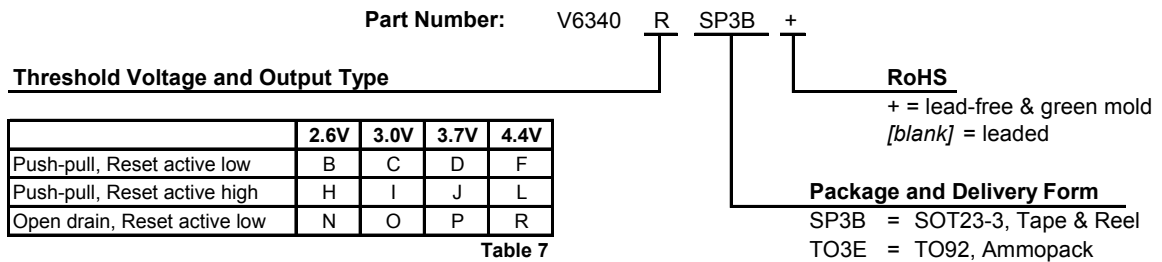 Part Number: V6340 R SP3B +
Threshold Voltage and Output Type
RoHS
+ = lead-free & green mold
[blank] = leaded
2.6V 3.0V 3.7V 4.4V
Push-pull, Reset active low B C D F
Push-pull, Reset active high H I J L
Open drain, Reset active low N O P R
Table 7
Package and Delivery Form
SP3B = SOT23-3, Tape & Reel
TO3E = TO92, Ammopack